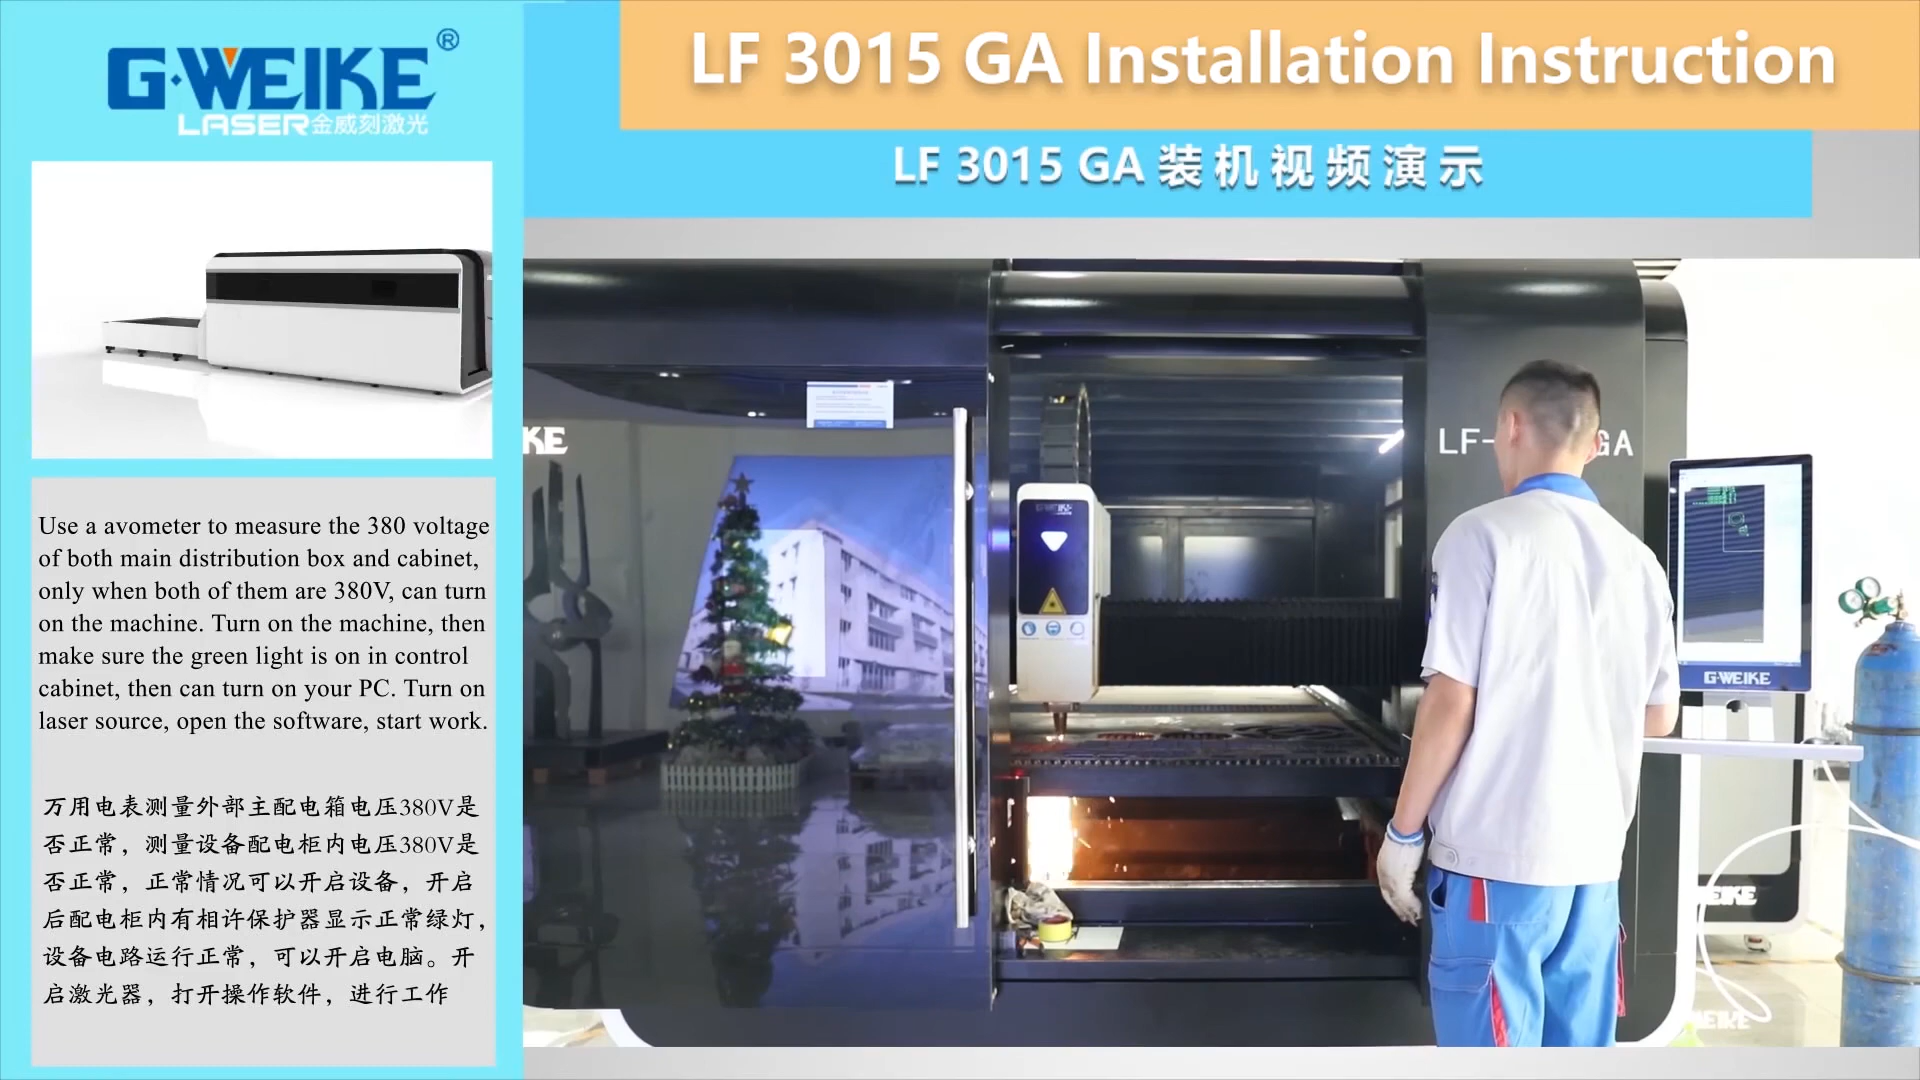 G·WEIKE®
LASER金威刻激光
LF 3015 GA Installation Instruction
LF 3015 GA 装机视频演示
Use a avometer to measure the 380 voltage
of both main distribution box and cabinet,
only when both of them are 380V, can turn
on the machine. Turn on the machine, then
make sure the green light is on in control
cabinet, then can turn on your PC. Turn on
laser source, open the software, start work.
万用电表测量外部主配电箱电压380V是
否正常，测量设备配电柜内电压380V是
否正常，正常情况可以开启设备，开启
后配电柜内有相许保护器显示正常绿灯，
设备电路运行正常，可以开启电脑。开
启激光器，打开操作软件，进行工作
KE
G·WEIKE
LF-
GA
G·WEIKE
EIKE
EIKE